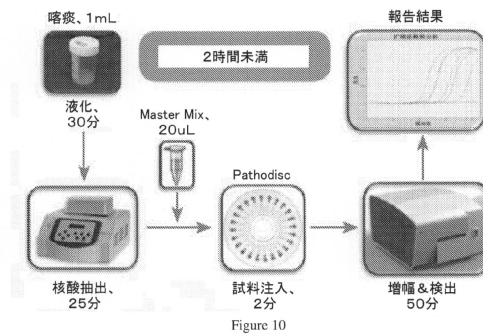 喀痰、1mL
液化、
30分
2時間未満
報告結果
Master Mix、
20uL
Pathodisc
核酸抽出、
25分
試料注入、
2分
増幅&検出
50分
Figure 10